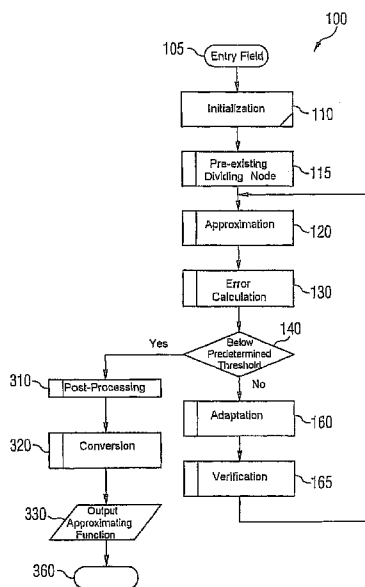 100
105
Entry Field
Initialization
110
Pre-existing
Dividing Node
115
Approximation
120
Error
Calculation
130
140
Below
Predetermined
Threshold
Yes
No
310
Post-Processing
Adaptation
160
320
Conversion
Verification
165
330
Output
Approximating
Function
360